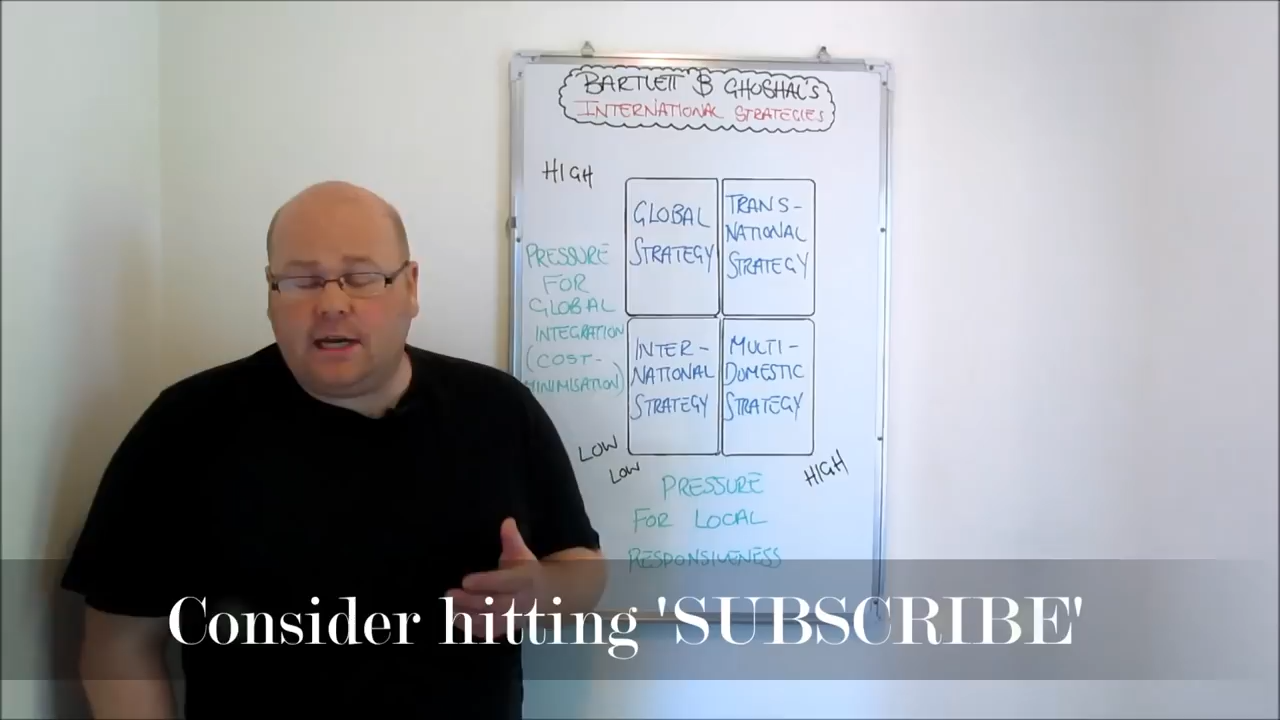 BARTLETT & GHOSHAL'S
INTERNATIONAL STRATEGIES
HIGH
GLOBAL
STRATEGY
TRANS-
NATIONAL
STRATEGY
PRESSURE
FOR
GLOBAL
INTEGRATION
(COST-
MINIMISATION)
INTER-
NATIONAL
STRATEGY
MULTI-
DOMESTIC
STRATEGY
LOW
LOW
HIGH
PRESSURE
FOR LOCAL
RESPONSIVENESS
Consider hitting 'SUBSCRIBE'